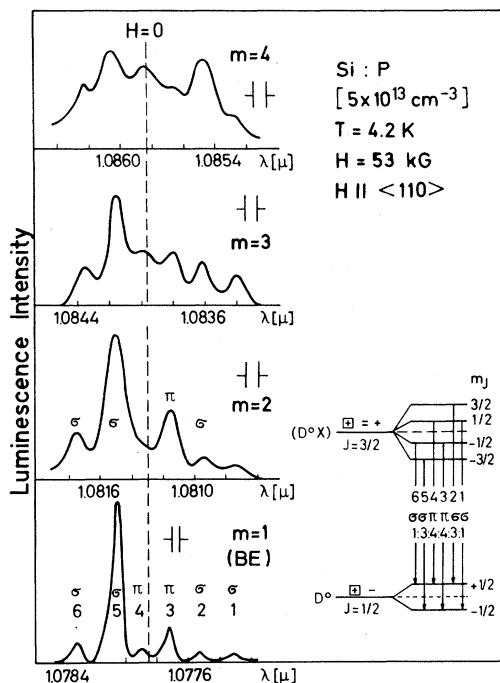 Luminescence Intensity
H=0
m=4
1.0860 1.0854 λ[μ]
m=3
1.0844 1.0836 λ[μ]
m=2
σ σ π σ
1.0816 1.0810 λ[μ]
m=1
(BE)
σ σ π π σ σ
6 5 4 3 2 1
1.0784 1.0776 λ[μ]
Si : P
[5x10¹³ cm⁻³]
T = 4.2 K
H = 53 kG
H II <110>
mJ
(D°X) + = + 3/2
1/2
J=3/2 -1/2
-3/2
6 5 4 3 2 1
σ σ π π σ σ
1:3:4:4:3:1
D° + - +1/2
J=1/2 -1/2